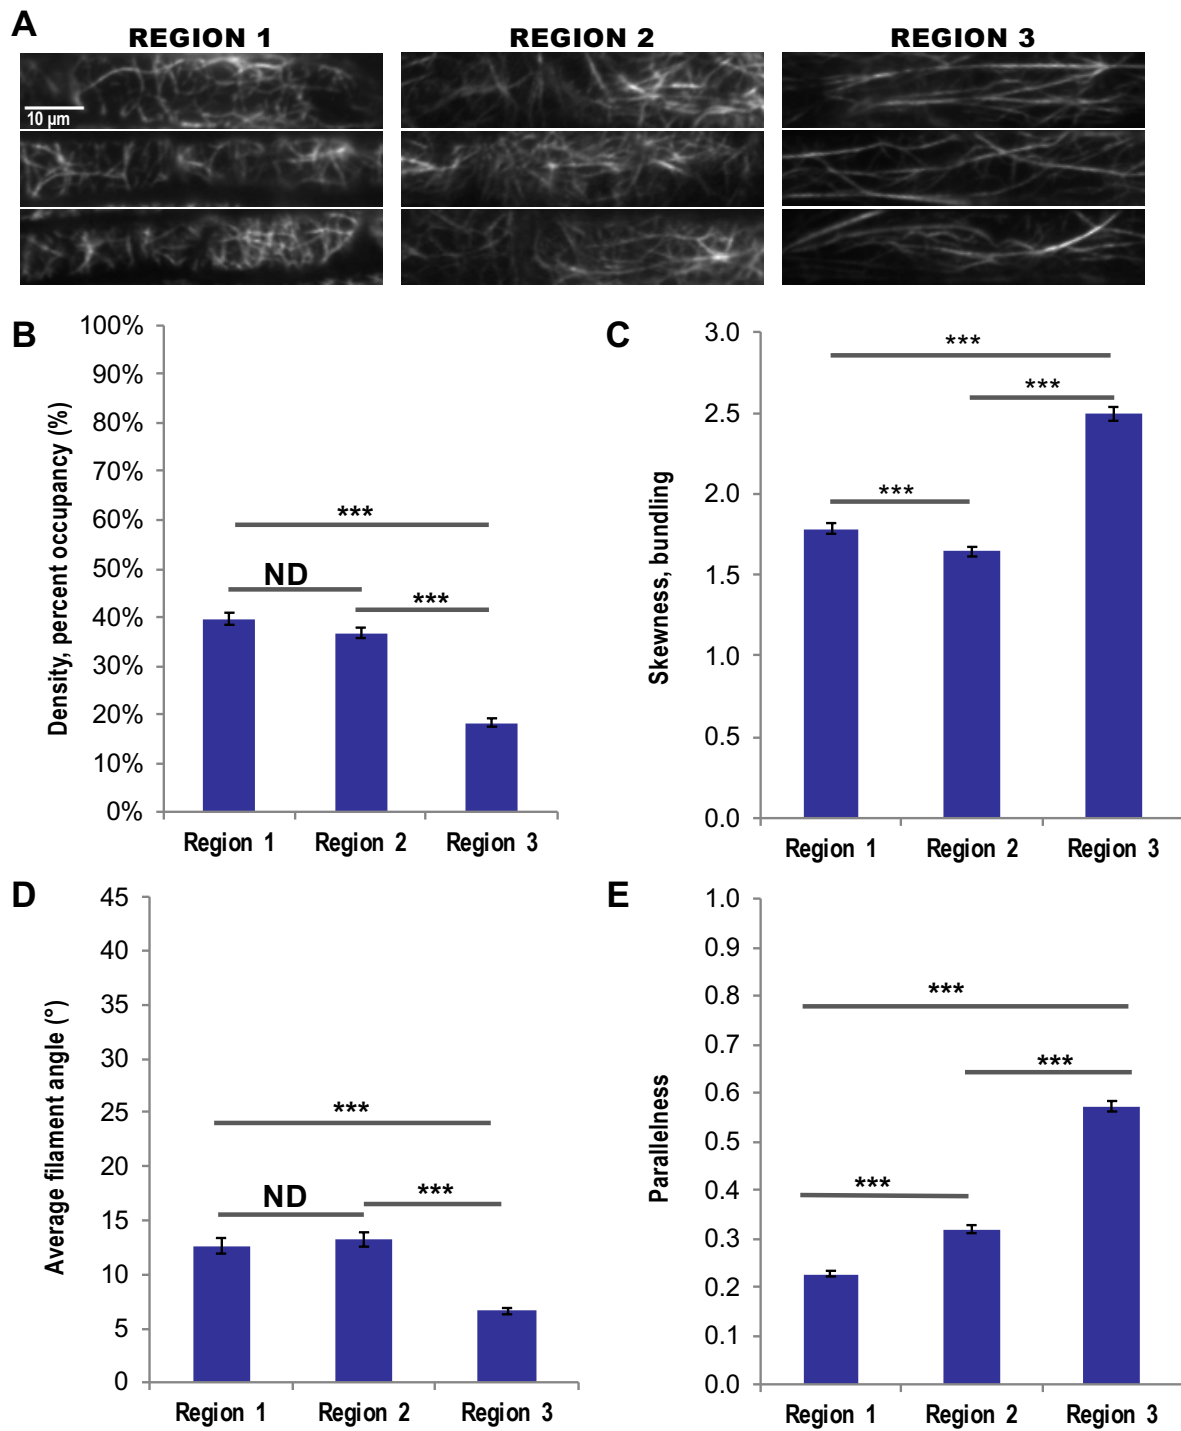 A
REGION 1 REGION 2 REGION 3
10 µm
B
100%
90%
80%
70%
60%
50%
40%
30%
20%
10%
0%
Density, percent occupancy (%)
***
ND
***
Region 1 Region 2 Region 3
C
3.0
2.5
2.0
1.5
1.0
0.5
0.0
Skewness, bundling
***
***
***
Region 1 Region 2 Region 3
D
45
40
35
30
25
20
15
10
5
0
Average filament angle (°)
***
ND
***
Region 1 Region 2 Region 3
E
1.0
0.9
0.8
0.7
0.6
0.5
0.4
0.3
0.2
0.1
0.0
Parallelness
***
***
***
Region 1 Region 2 Region 3